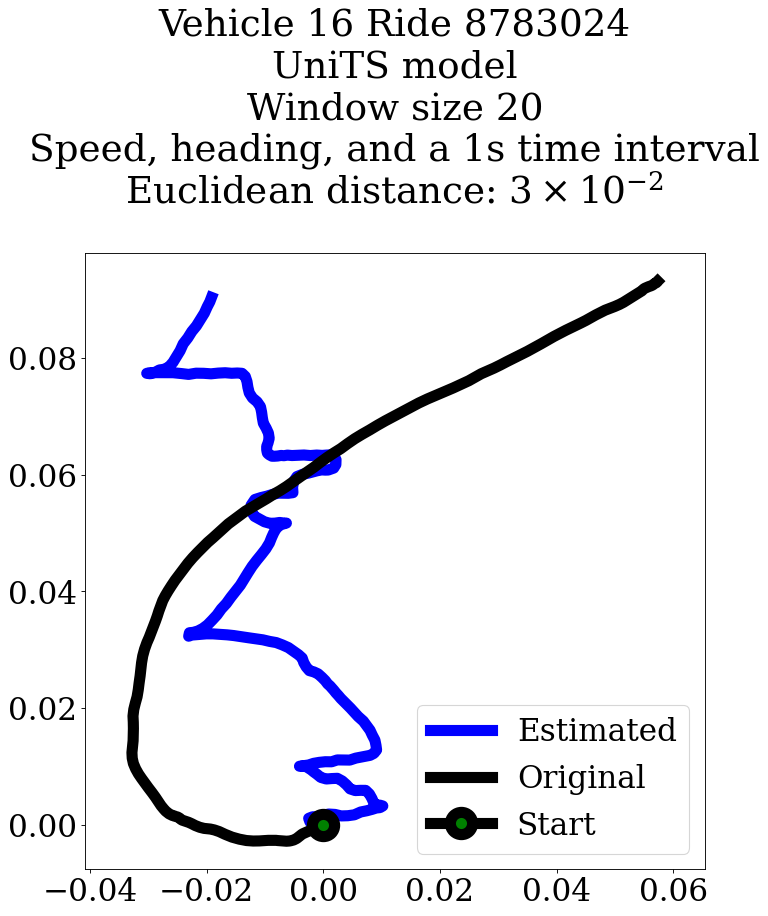 Vehicle 16 Ride 8783024
UniTS model
Window size 20
Speed, heading, and a 1s time interval
Euclidean distance: 3 × 10⁻²
0.08
0.06
0.04
0.02
0.00
Estimated
Original
Start
−0.04 −0.02 0.00 0.02 0.04 0.06